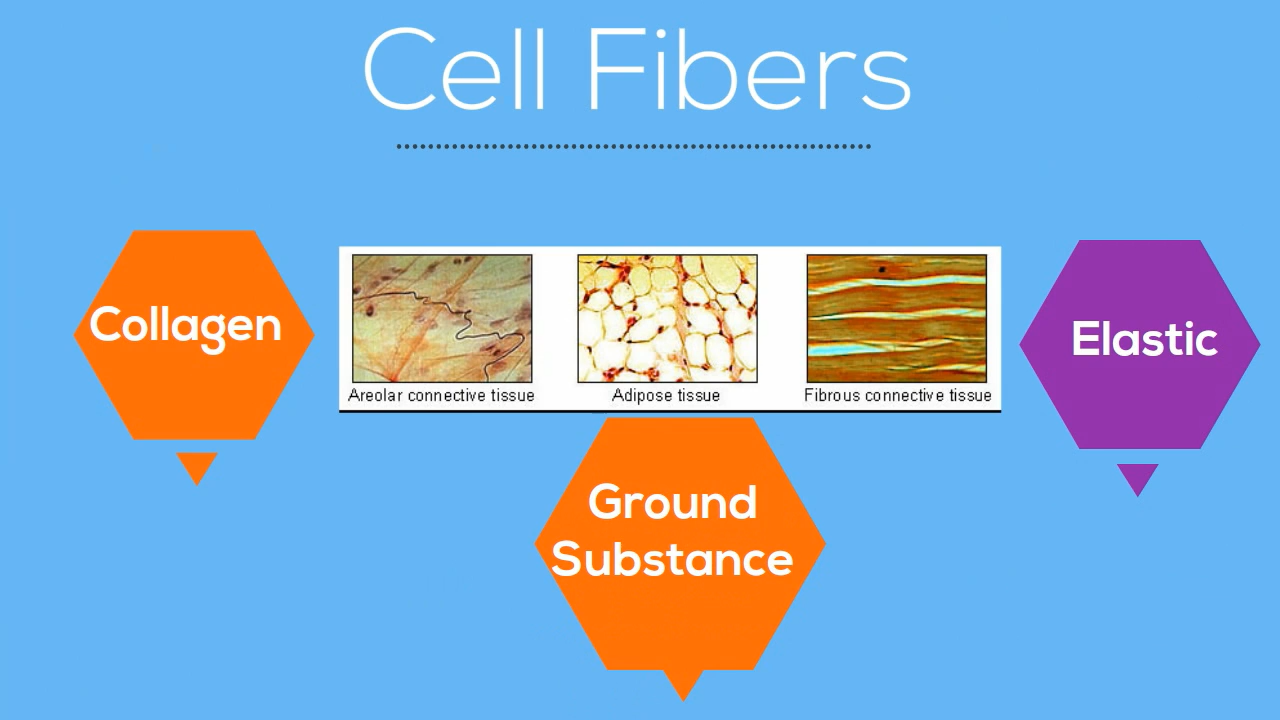 Cell Fibers
Collagen
Areolar connective tissue
Adipose tissue
Fibrous connective tissue
Elastic
Ground
Substance